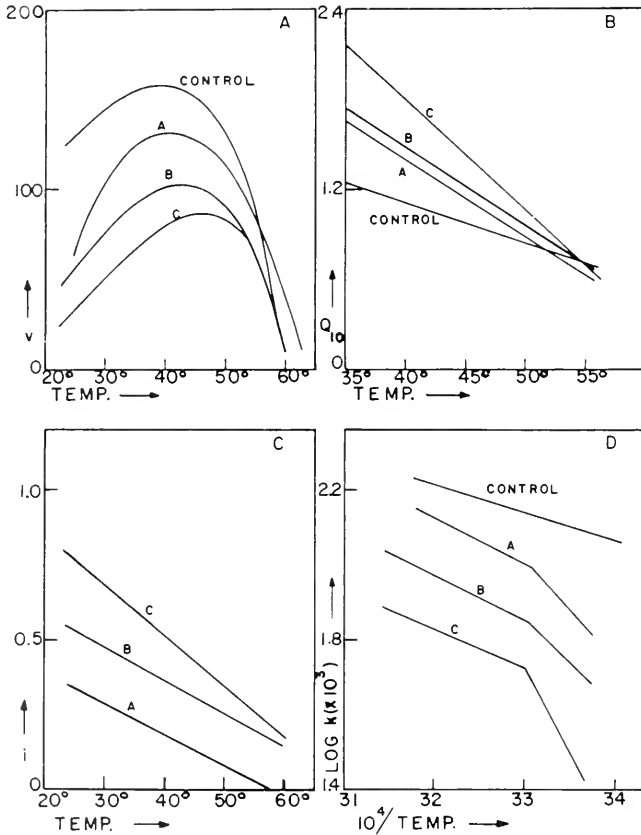 200
A
CONTROL
A
B
C
100
v
0
20° 30° 40° 50° 60°
TEMP.
2.4
B
C
B
A
1.2
CONTROL
Q10
0
35° 40° 45° 50° 55°
TEMP.
C
1.0
C
0.5
B
A
i
0
20° 30° 40° 50° 60°
TEMP.
D
2.2
CONTROL
A
B
1.8
C
LOG K(x10³)
1.4
31 32 33 34
10⁴/TEMP.